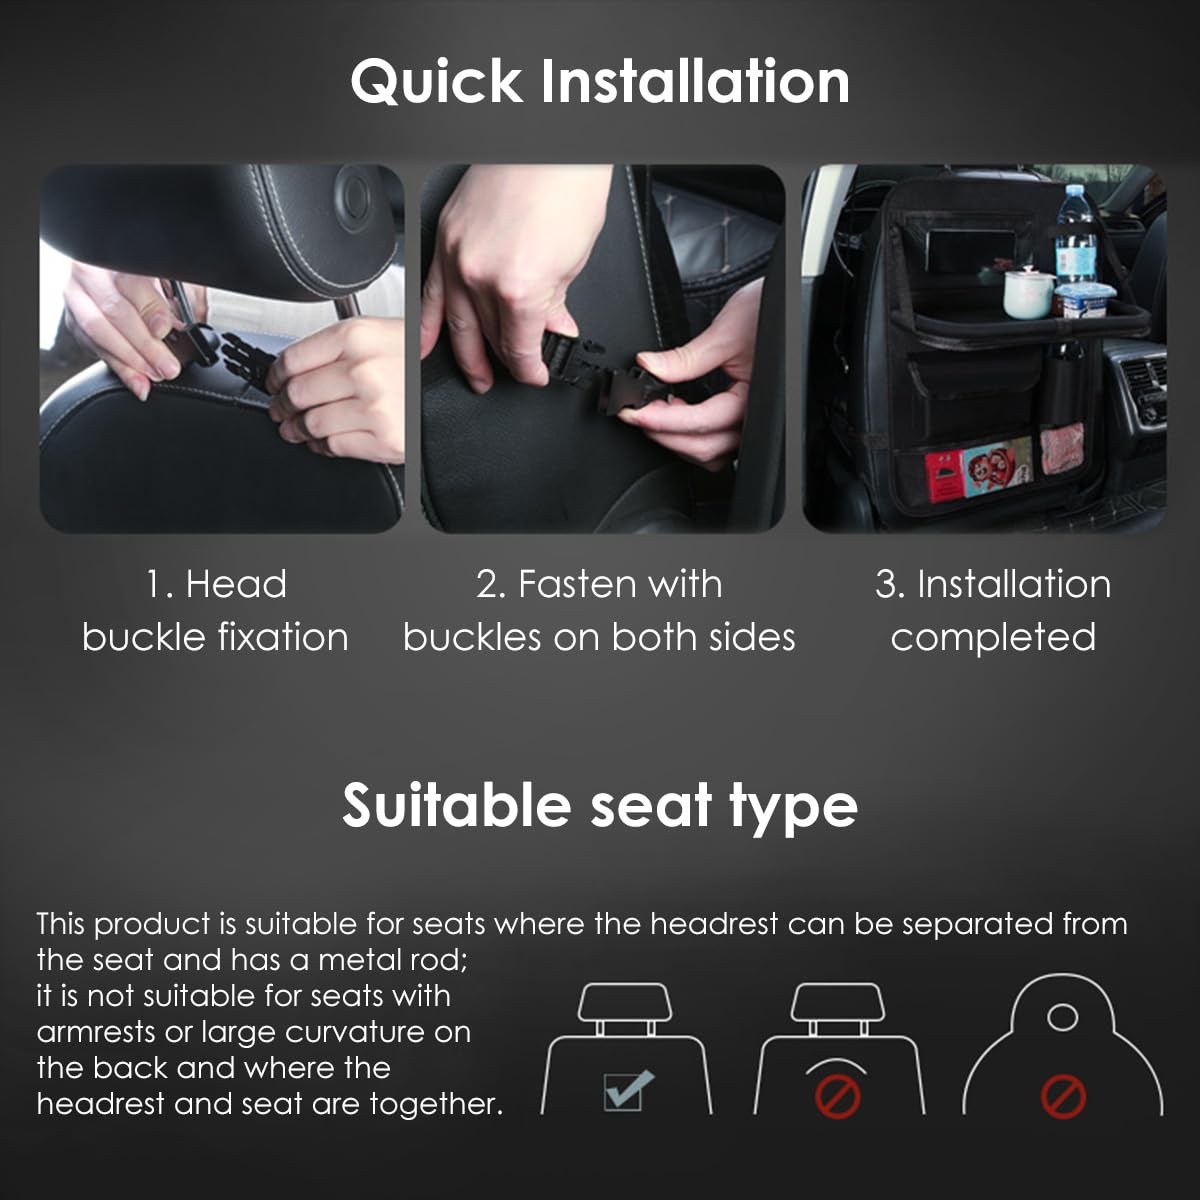 Quick Installation
1. Head
buckle fixation
2. Fasten with
buckles on both sides
3. Installation
completed
Suitable seat type
This product is suitable for seats where the headrest can be separated from
the seat and has a metal rod;
it is not suitable for seats with
armrests or large curvature on
the back and where the
headrest and seat are together.